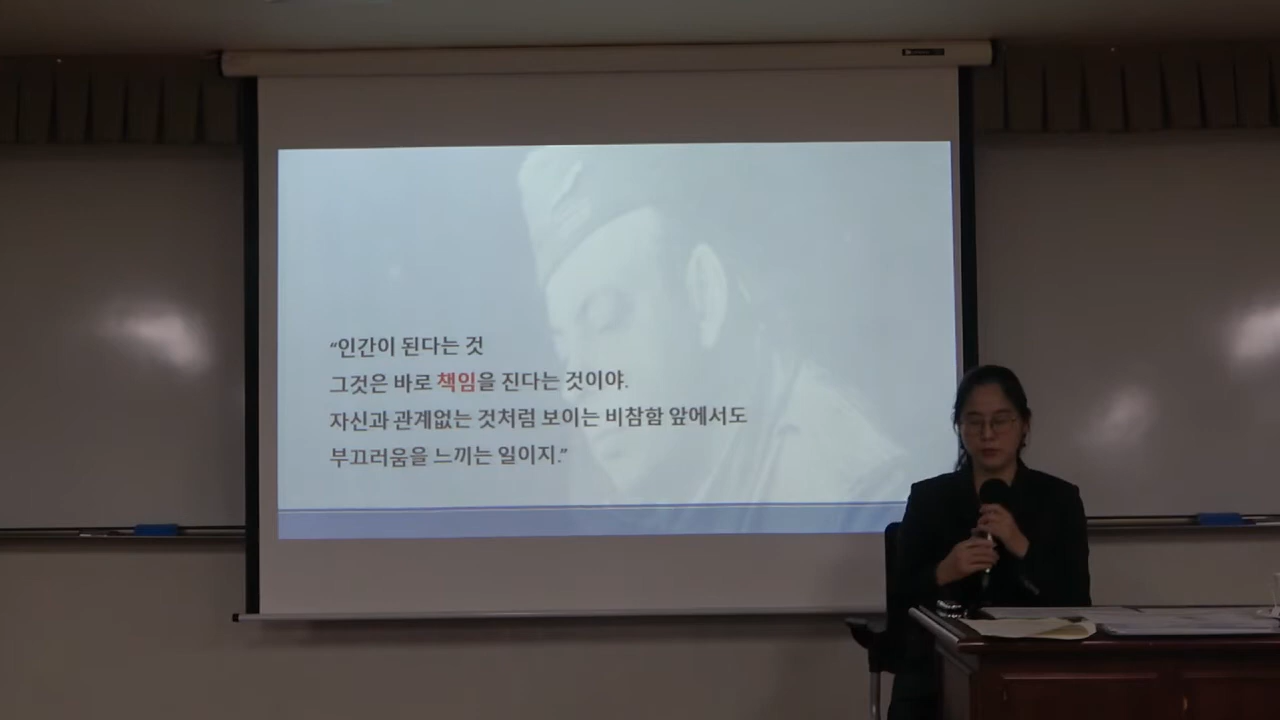 “인간이 된다는 것
그것은 바로 책임을 진다는 것이야.
자신과 관계없는 것처럼 보이는 비참함 앞에서도
부끄러움을 느끼는 일이지.”